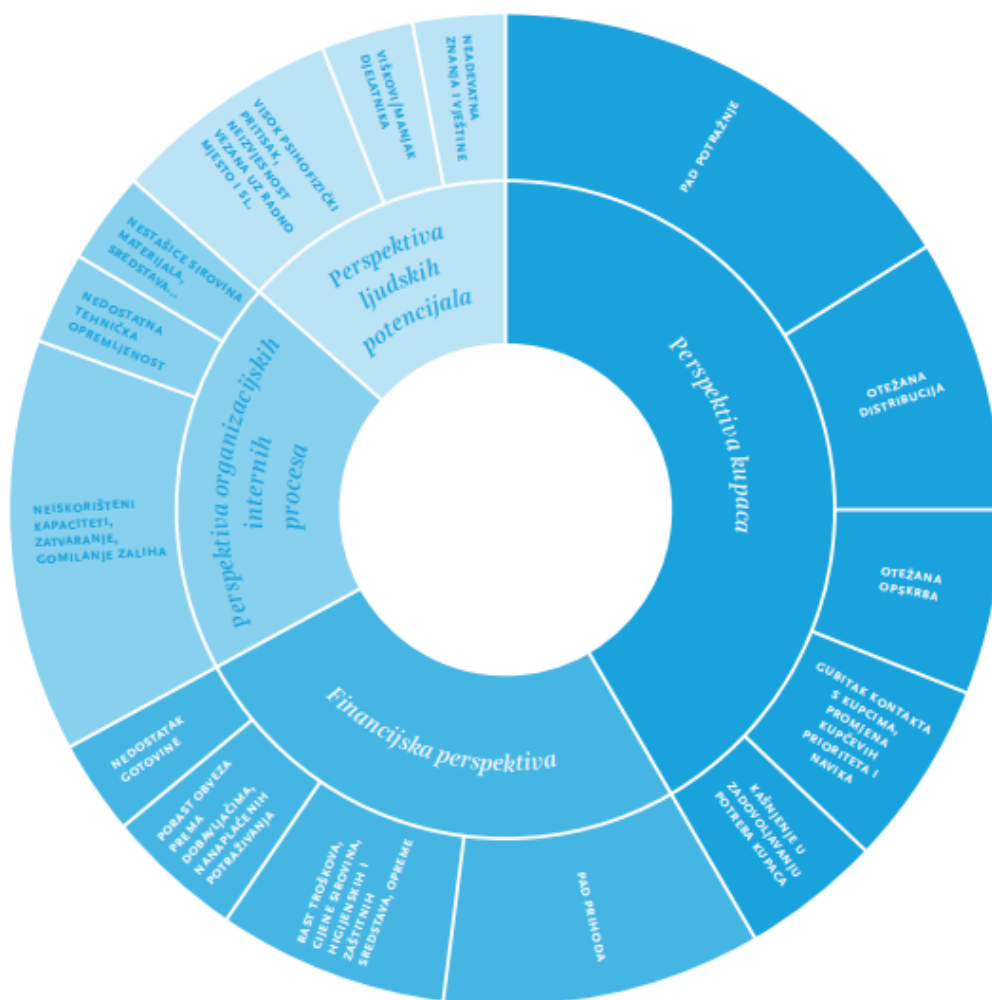 Perspektiva kupaca
PAD POTRAŽNJE
OTEŽANA
DISTRIBUCIJA
OTEŽANA
OPSKRBA
GUBITAK KONTAKTA
S KUPCIMA,
PROMJENA
KUPČEVIH
PRIORITETA I
NAVIKA
KAŠNJENJE U
ZADOVOLJAVANJU
POTREBA KUPACA
Financijska perspektiva
PAD PRIHODA
RAST TROŠKOVA,
CIJENE SIROVINA,
HIGIJENSKIH I
ZAŠTITNIH
SREDSTAVA, OPREME
PORAST OBVEZA
PREMA
DOBAVLJAČIMA,
NANAPLAĆENIH
POTRAŽIVANJA
NEDOSTATAK
GOTOVINE
Perspektiva organizacijskih
internih
procesa
NEISKORIŠTENI
KAPACITETI,
ZATVARANJE,
GOMILANJE ZALIHA
NEDOSTATNA
TEHNIČKA
OPREMLJENOST
NESTAŠICE SIROVINA
MATERIJALA,
SREDSTAVA...
Perspektiva
ljudskih
potencijala
VISOK PSIHOFIZIČKI
PRITISAK,
NEIZVJESNOST
VEZANA UZ RADNO
MJESTO I SL.
VIŠKOVI/MANJAK
DJELATNIKA
NEADEVATNA
ZNANJA I VJEŠTINE